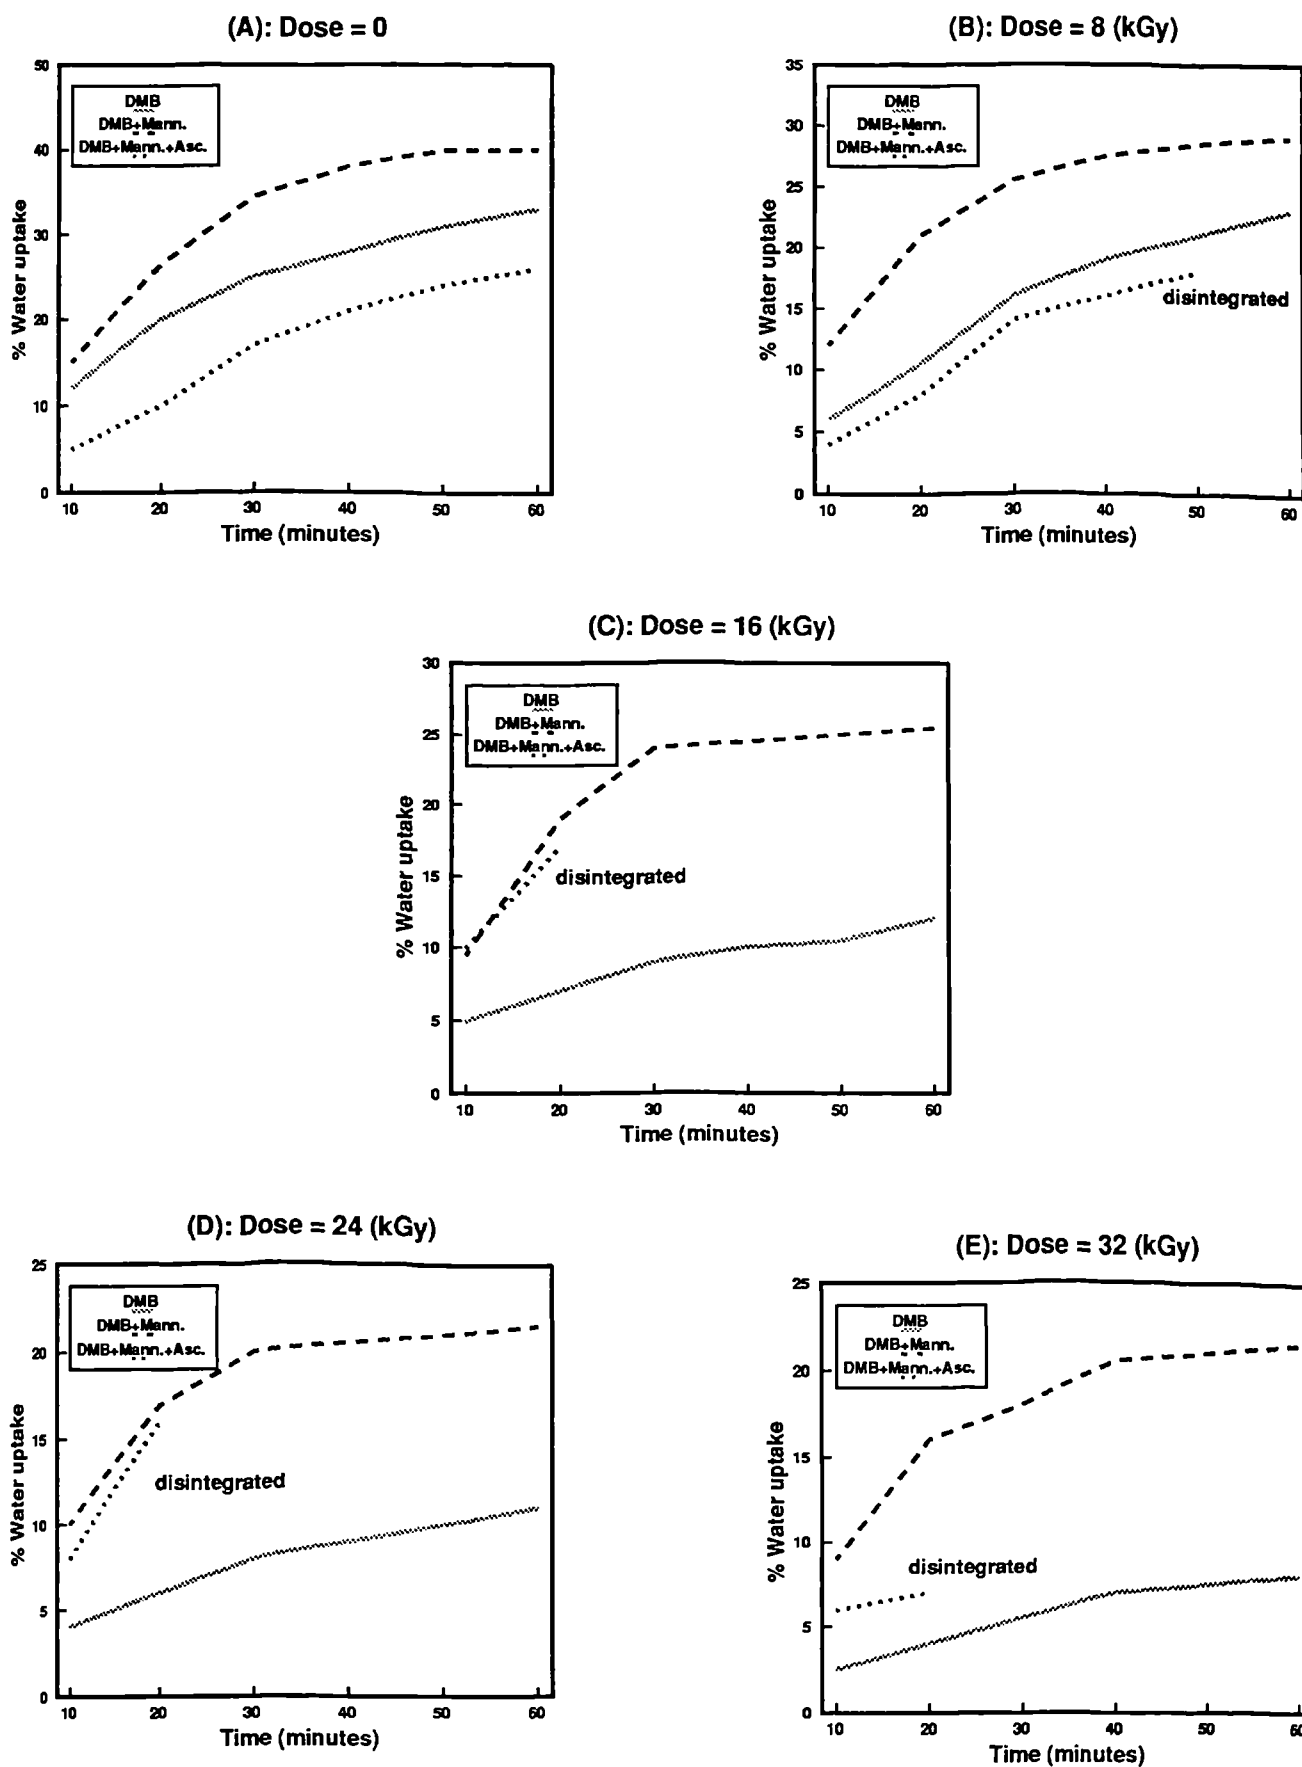 (A): Dose = 0
50
40
30
20
10
0
DMB
DMB+Mann.
DMB+Mann.+Asc.
% Water uptake
10 20 30 40 50 60
Time (minutes)
(B): Dose = 8 (kGy)
35
30
25
20
15
10
5
0
DMB
DMB+Mann.
DMB+Mann.+Asc.
disintegrated
% Water uptake
10 20 30 40 50 60
Time (minutes)
(C): Dose = 16 (kGy)
30
25
20
15
10
5
0
DMB
DMB+Mann.
DMB+Mann.+Asc.
disintegrated
% Water uptake
10 20 30 40 50 60
Time (minutes)
(D): Dose = 24 (kGy)
25
20
15
10
5
0
DMB
DMB+Mann.
DMB+Mann.+Asc.
disintegrated
% Water uptake
10 20 30 40 50 60
Time (minutes)
(E): Dose = 32 (kGy)
25
20
15
10
5
0
DMB
DMB+Mann.
DMB+Mann.+Asc.
disintegrated
% Water uptake
10 20 30 40 50 60
Time (minutes)